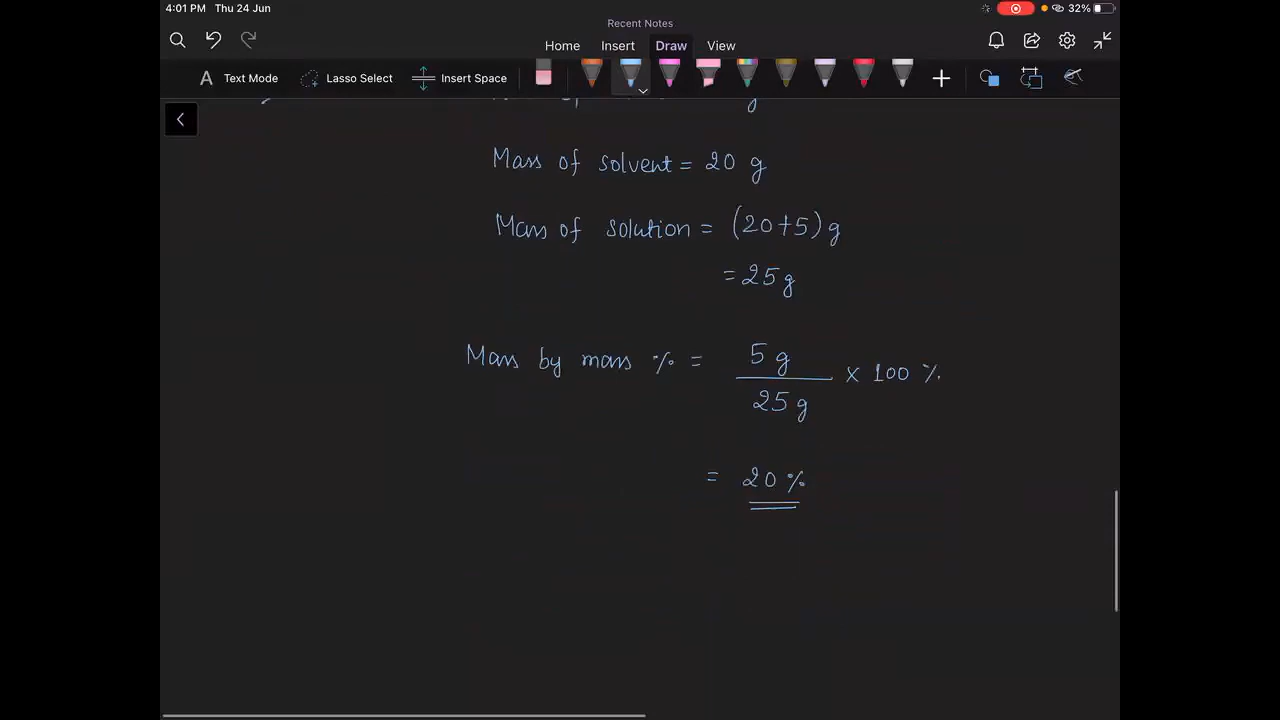 4:01 PM Thu 24 Jun
32%
Recent Notes
Home Insert Draw View
Text Mode Lasso Select Insert Space
Mass of solvent = 20 g
Mass of solution = (20+5) g
= 25 g
Mass by mass % = 5 g / 25 g x 100 %
= 20 %